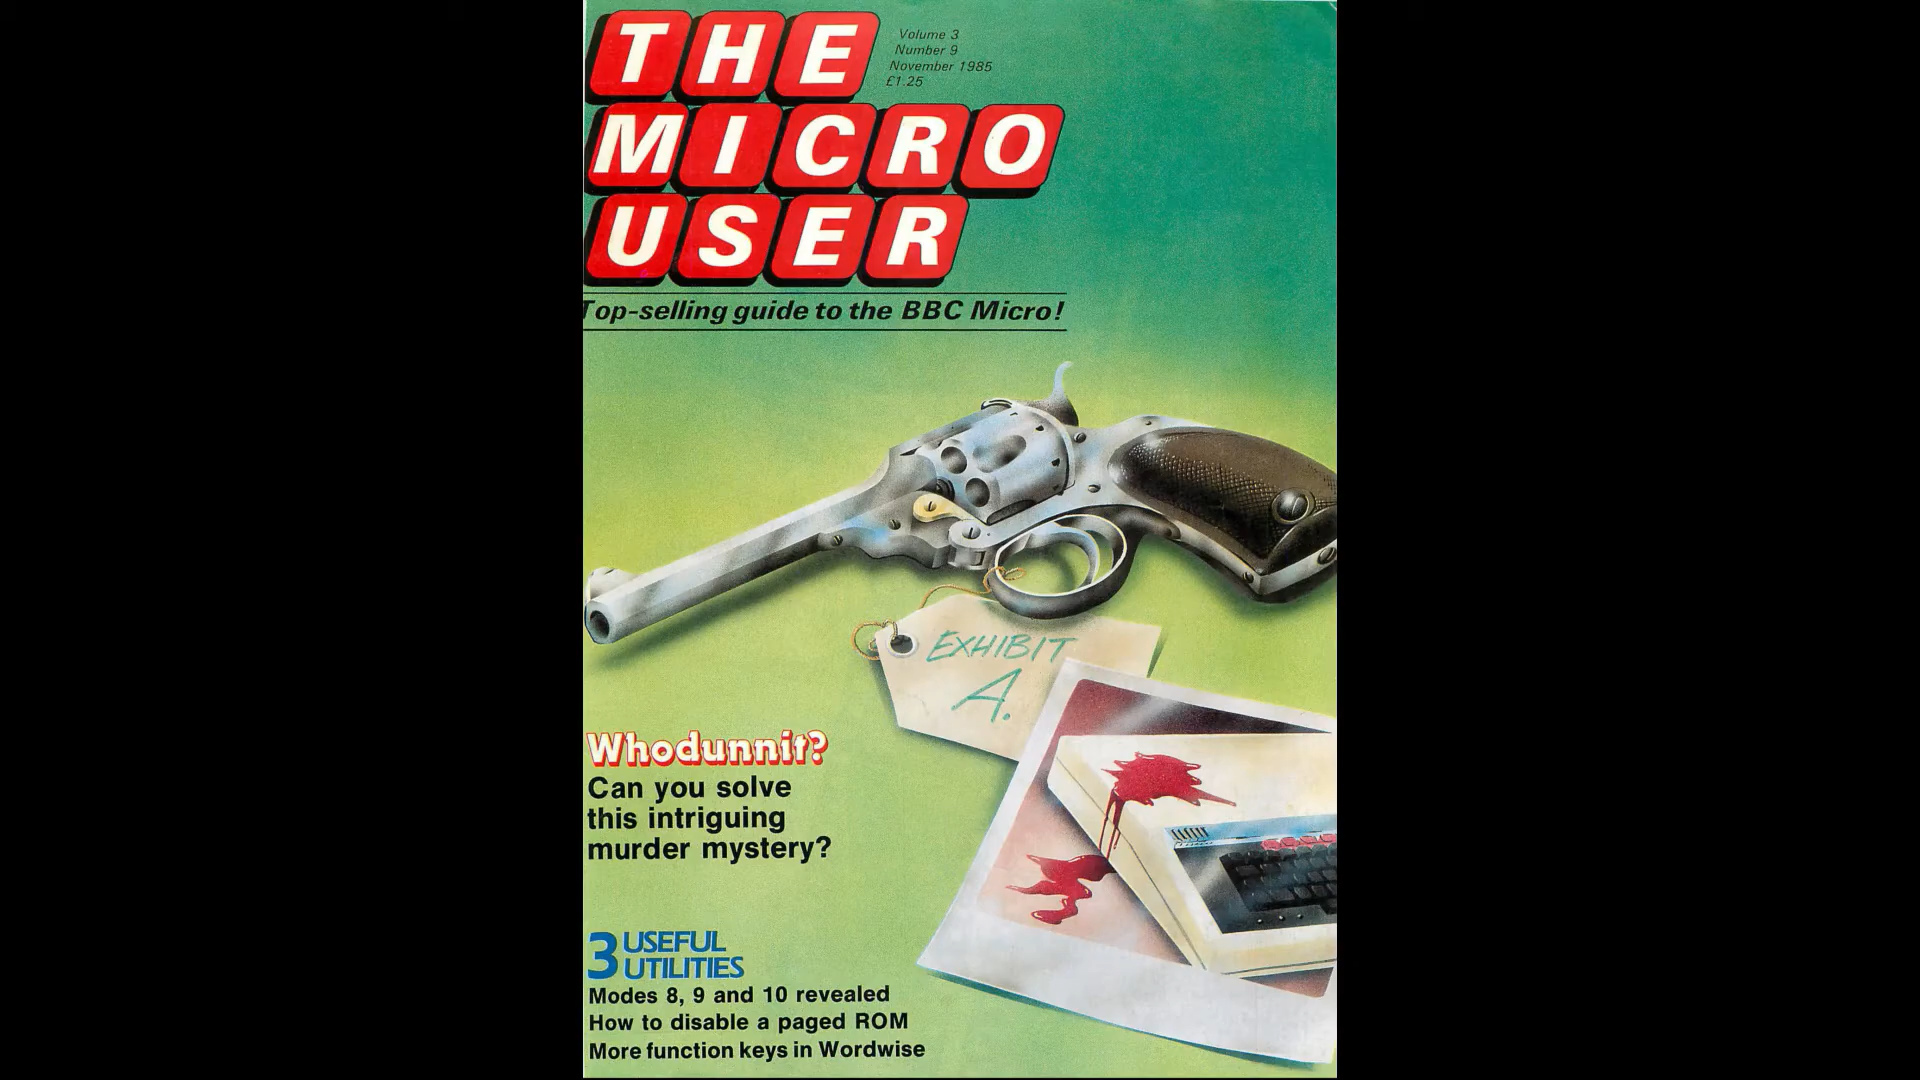 THE
MICRO
USER
Volume 3
Number 9
November 1985
£1.25
Top-selling guide to the BBC Micro!
EXHIBIT
A.
Whodunnit?
Can you solve
this intriguing
murder mystery?
3 USEFUL
UTILITIES
Modes 8, 9 and 10 revealed
How to disable a paged ROM
More function keys in Wordwise